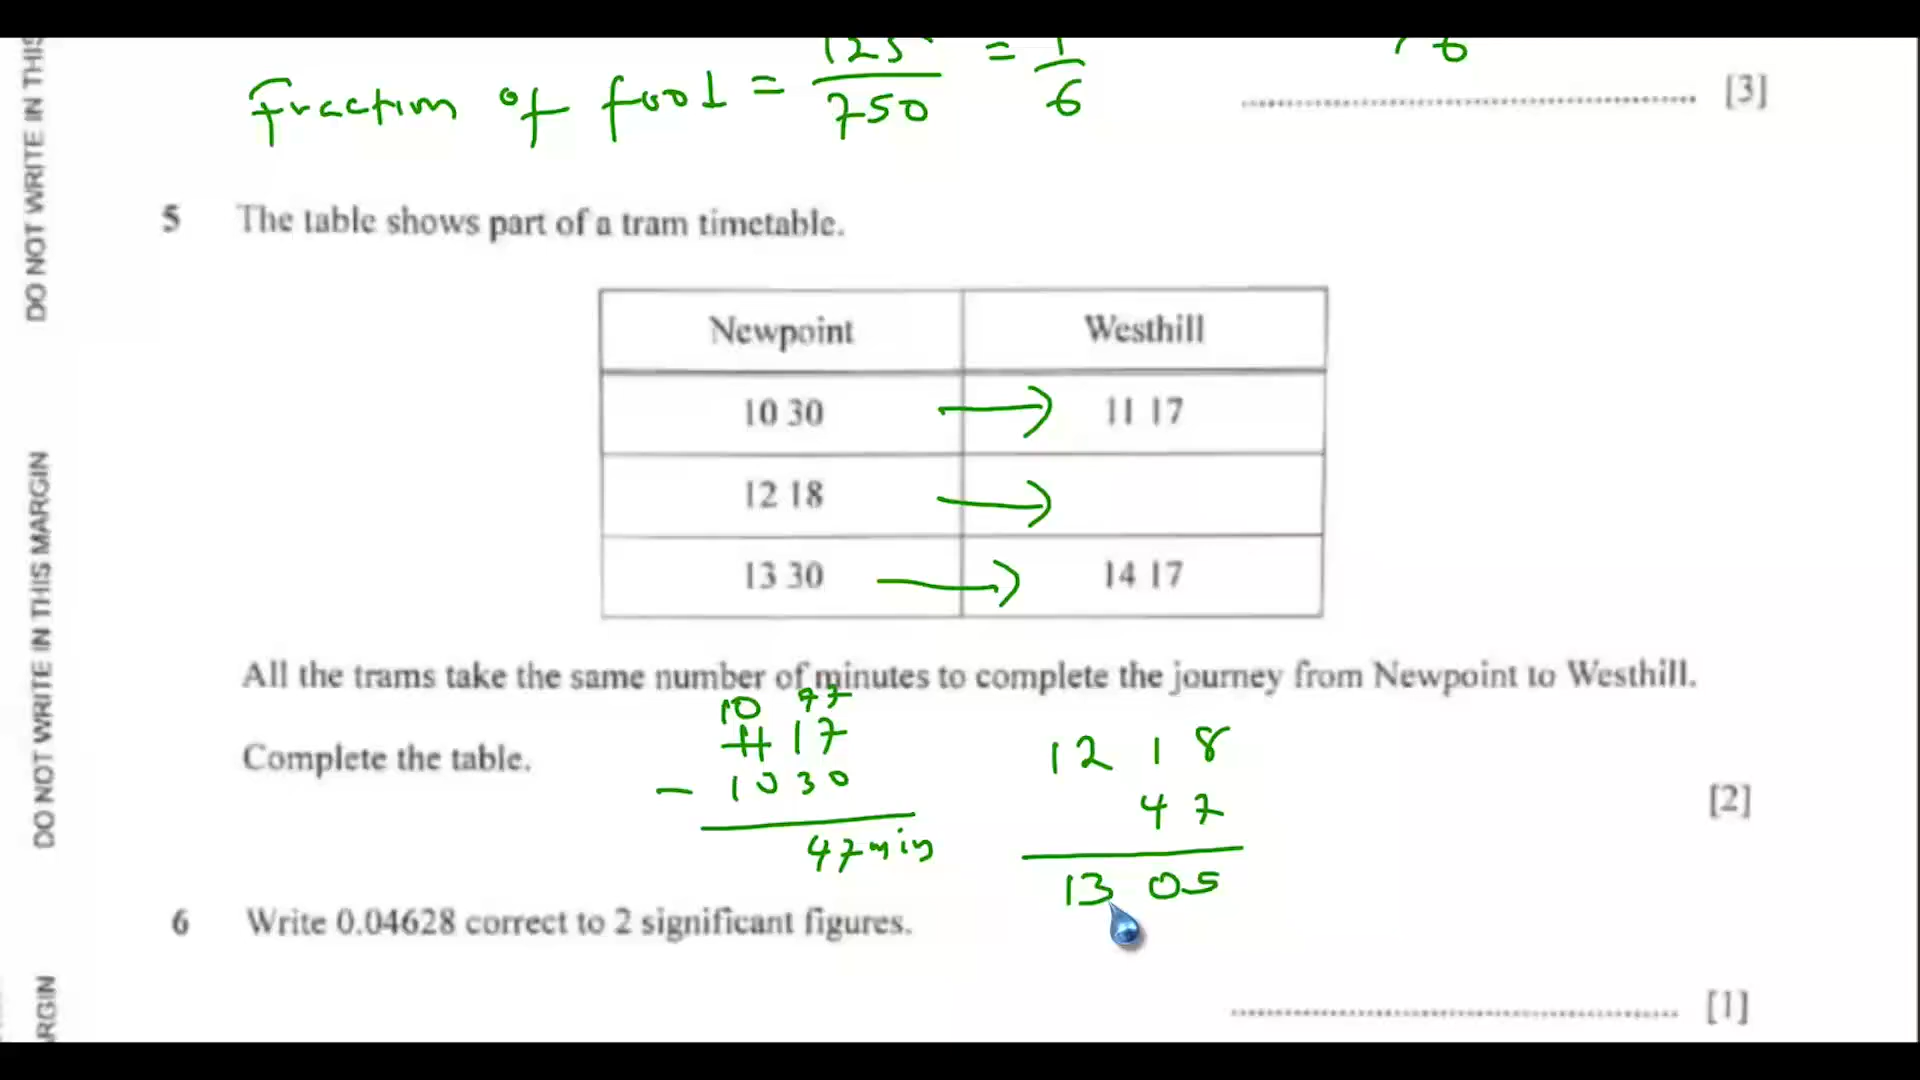 Fraction of food = 125/750 = 1/6
[3]
5 The table shows part of a tram timetable.
Newpoint Westhill
10 30 → 11 17
12 18 →
13 30 → 14 17
All the trams take the same number of minutes to complete the journey from Newpoint to Westhill.
Complete the table.
[2]
10 77
11 17
- 10 30
47 min
12 18
47
13 05
6 Write 0.04628 correct to 2 significant figures.
[1]
DO NOT WRITE IN THIS
DO NOT WRITE IN THIS MARGIN
ARGIN